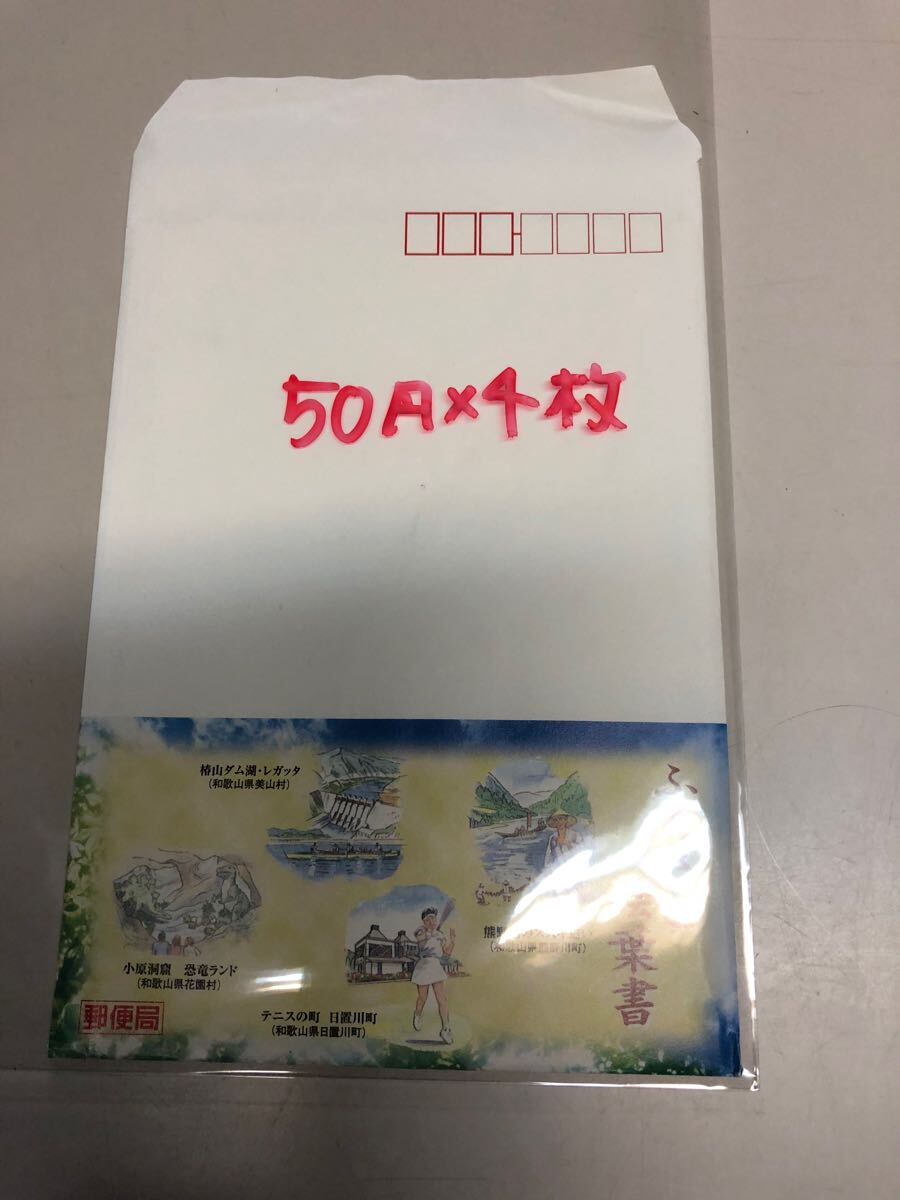 50円×4枚
椿山ダム湖・レガッタ
(和歌山県美山村)
小原洞窟 恐竜ランド
(和歌山県花園村)
テニスの町 日置川町
(和歌山県日置川町)
葉書
郵便局